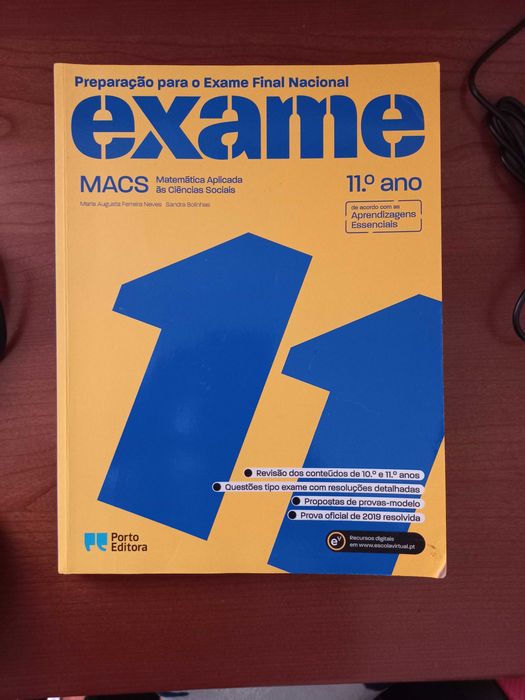 Preparação para o Exame Final Nacional
exame
MACS
Matemática Aplicada
às Ciências Sociais
11.º ano
Maria Augusta Ferreira Neves Sandra Bolinhas
de acordo com as
Aprendizagens
Essenciais
11
Revisão dos conteúdos de 10.º e 11.º anos
Questões tipo exame com resoluções detalhadas
Propostas de provas-modelo
Prova oficial de 2019 resolvida
Porto
Editora
ev
Recursos digitais
em www.escolavirtual.pt